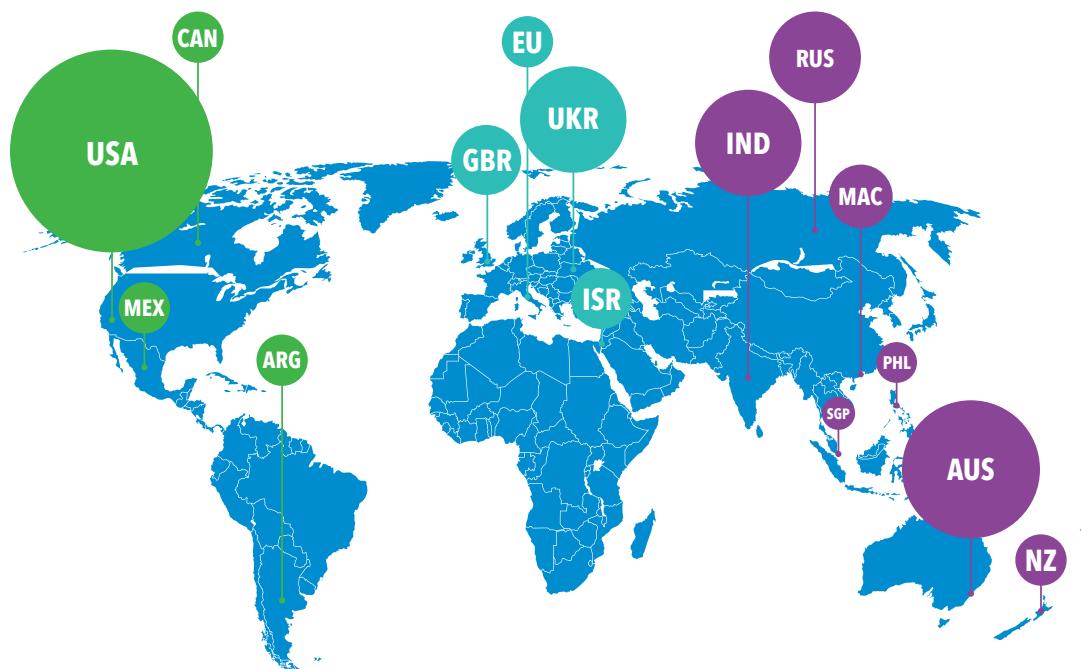 CAN
EU
RUS
UKR
IND
USA
GBR
MAC
ISR
MEX
ARG
PHL
SGP
AUS
NZ